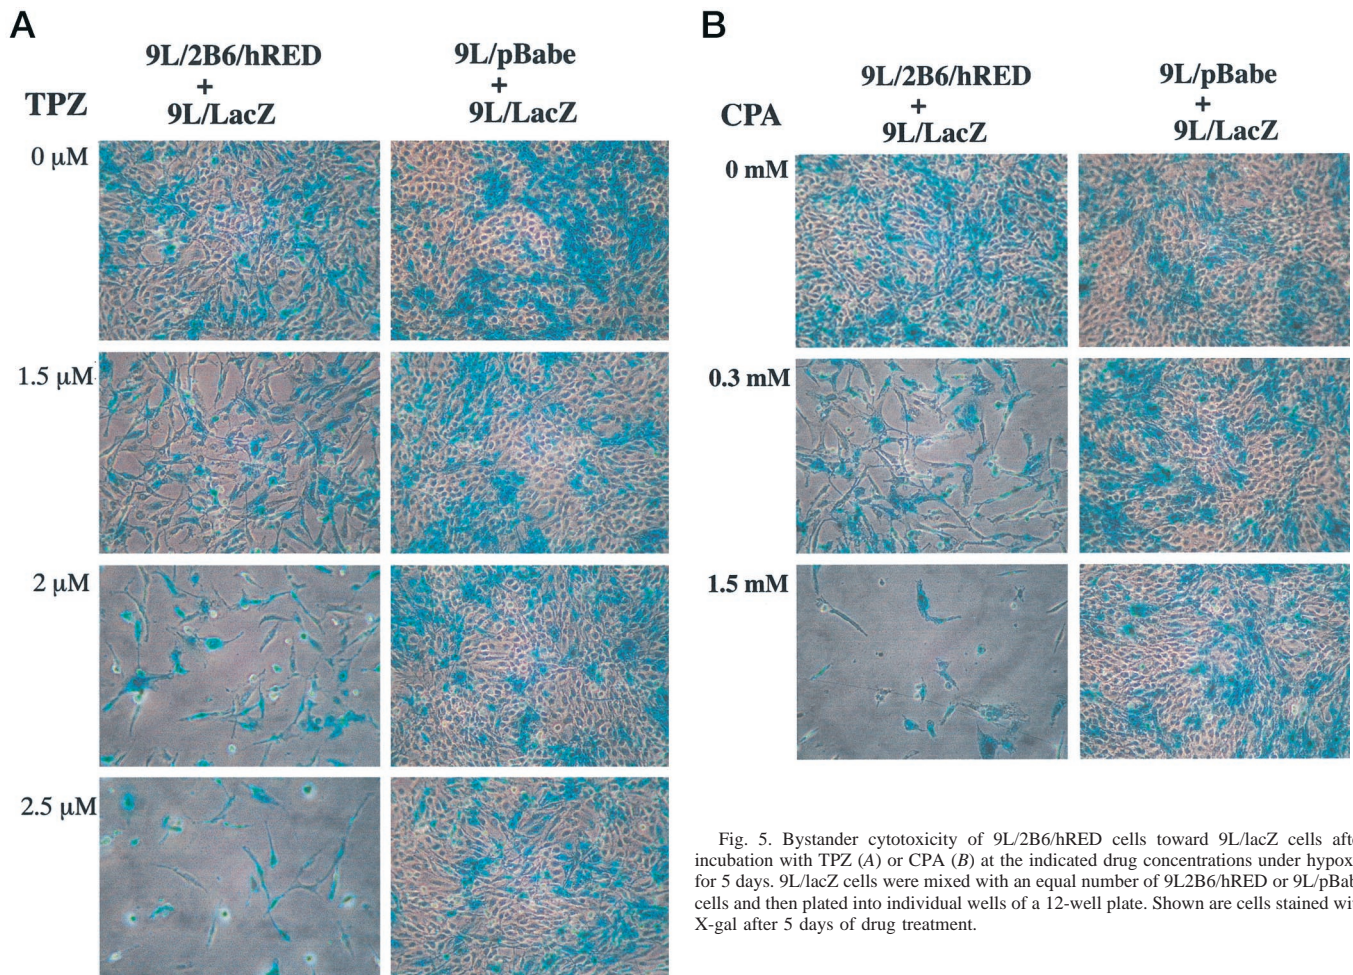 A
9L/2B6/hRED
+
9L/LacZ
9L/pBabe
+
9L/LacZ
TPZ
0 µM
1.5 µM
2 µM
2.5 µM
B
9L/2B6/hRED
+
9L/LacZ
9L/pBabe
+
9L/LacZ
CPA
0 mM
0.3 mM
1.5 mM
Fig. 5. Bystander cytotoxicity of 9L/2B6/hRED cells toward 9L/lacZ cells afte
incubation with TPZ (A) or CPA (B) at the indicated drug concentrations under hypox
for 5 days. 9L/lacZ cells were mixed with an equal number of 9L2B6/hRED or 9L/pBab
cells and then plated into individual wells of a 12-well plate. Shown are cells stained wi
X-gal after 5 days of drug treatment.